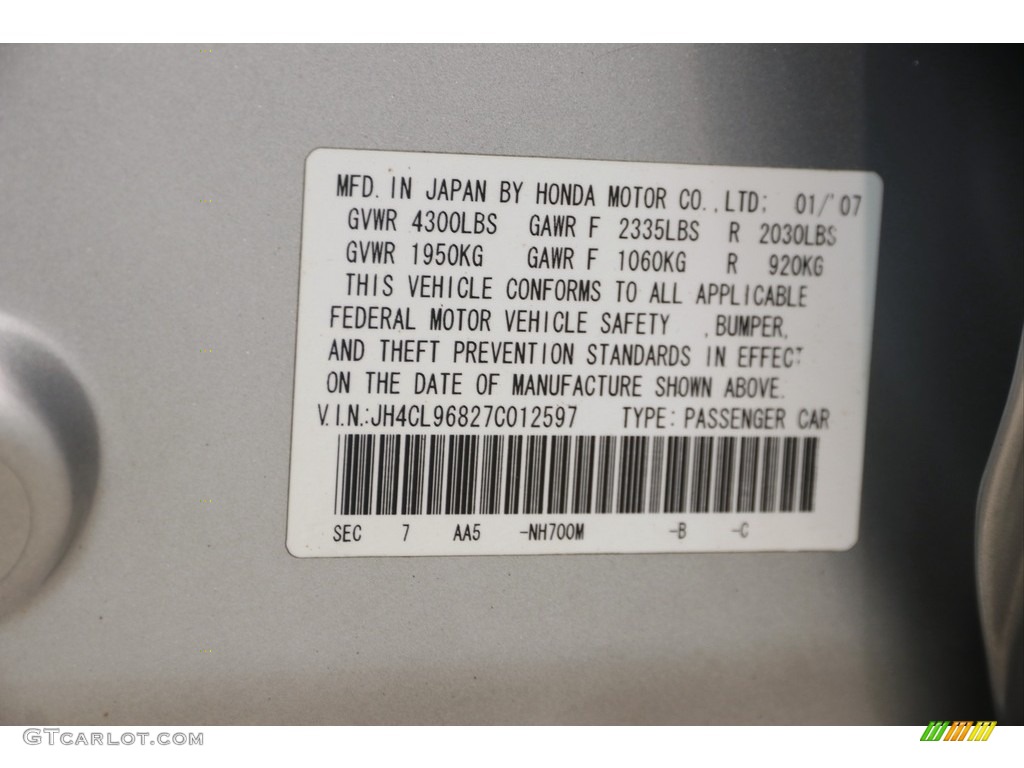 MFD. IN JAPAN BY HONDA MOTOR CO., LTD; 01/'07
GVWR 4300LBS GAWR F 2335LBS R 2030LBS
GVWR 1950KG GAWR F 1060KG R 920KG
THIS VEHICLE CONFORMS TO ALL APPLICABLE
FEDERAL MOTOR VEHICLE SAFETY , BUMPER,
AND THEFT PREVENTION STANDARDS IN EFFECT
ON THE DATE OF MANUFACTURE SHOWN ABOVE.
V.I.N.:JH4CL96827C012597 TYPE: PASSENGER CAR
SEC 7 AA5 -NH700M -B -C
GTCARLOT.COM